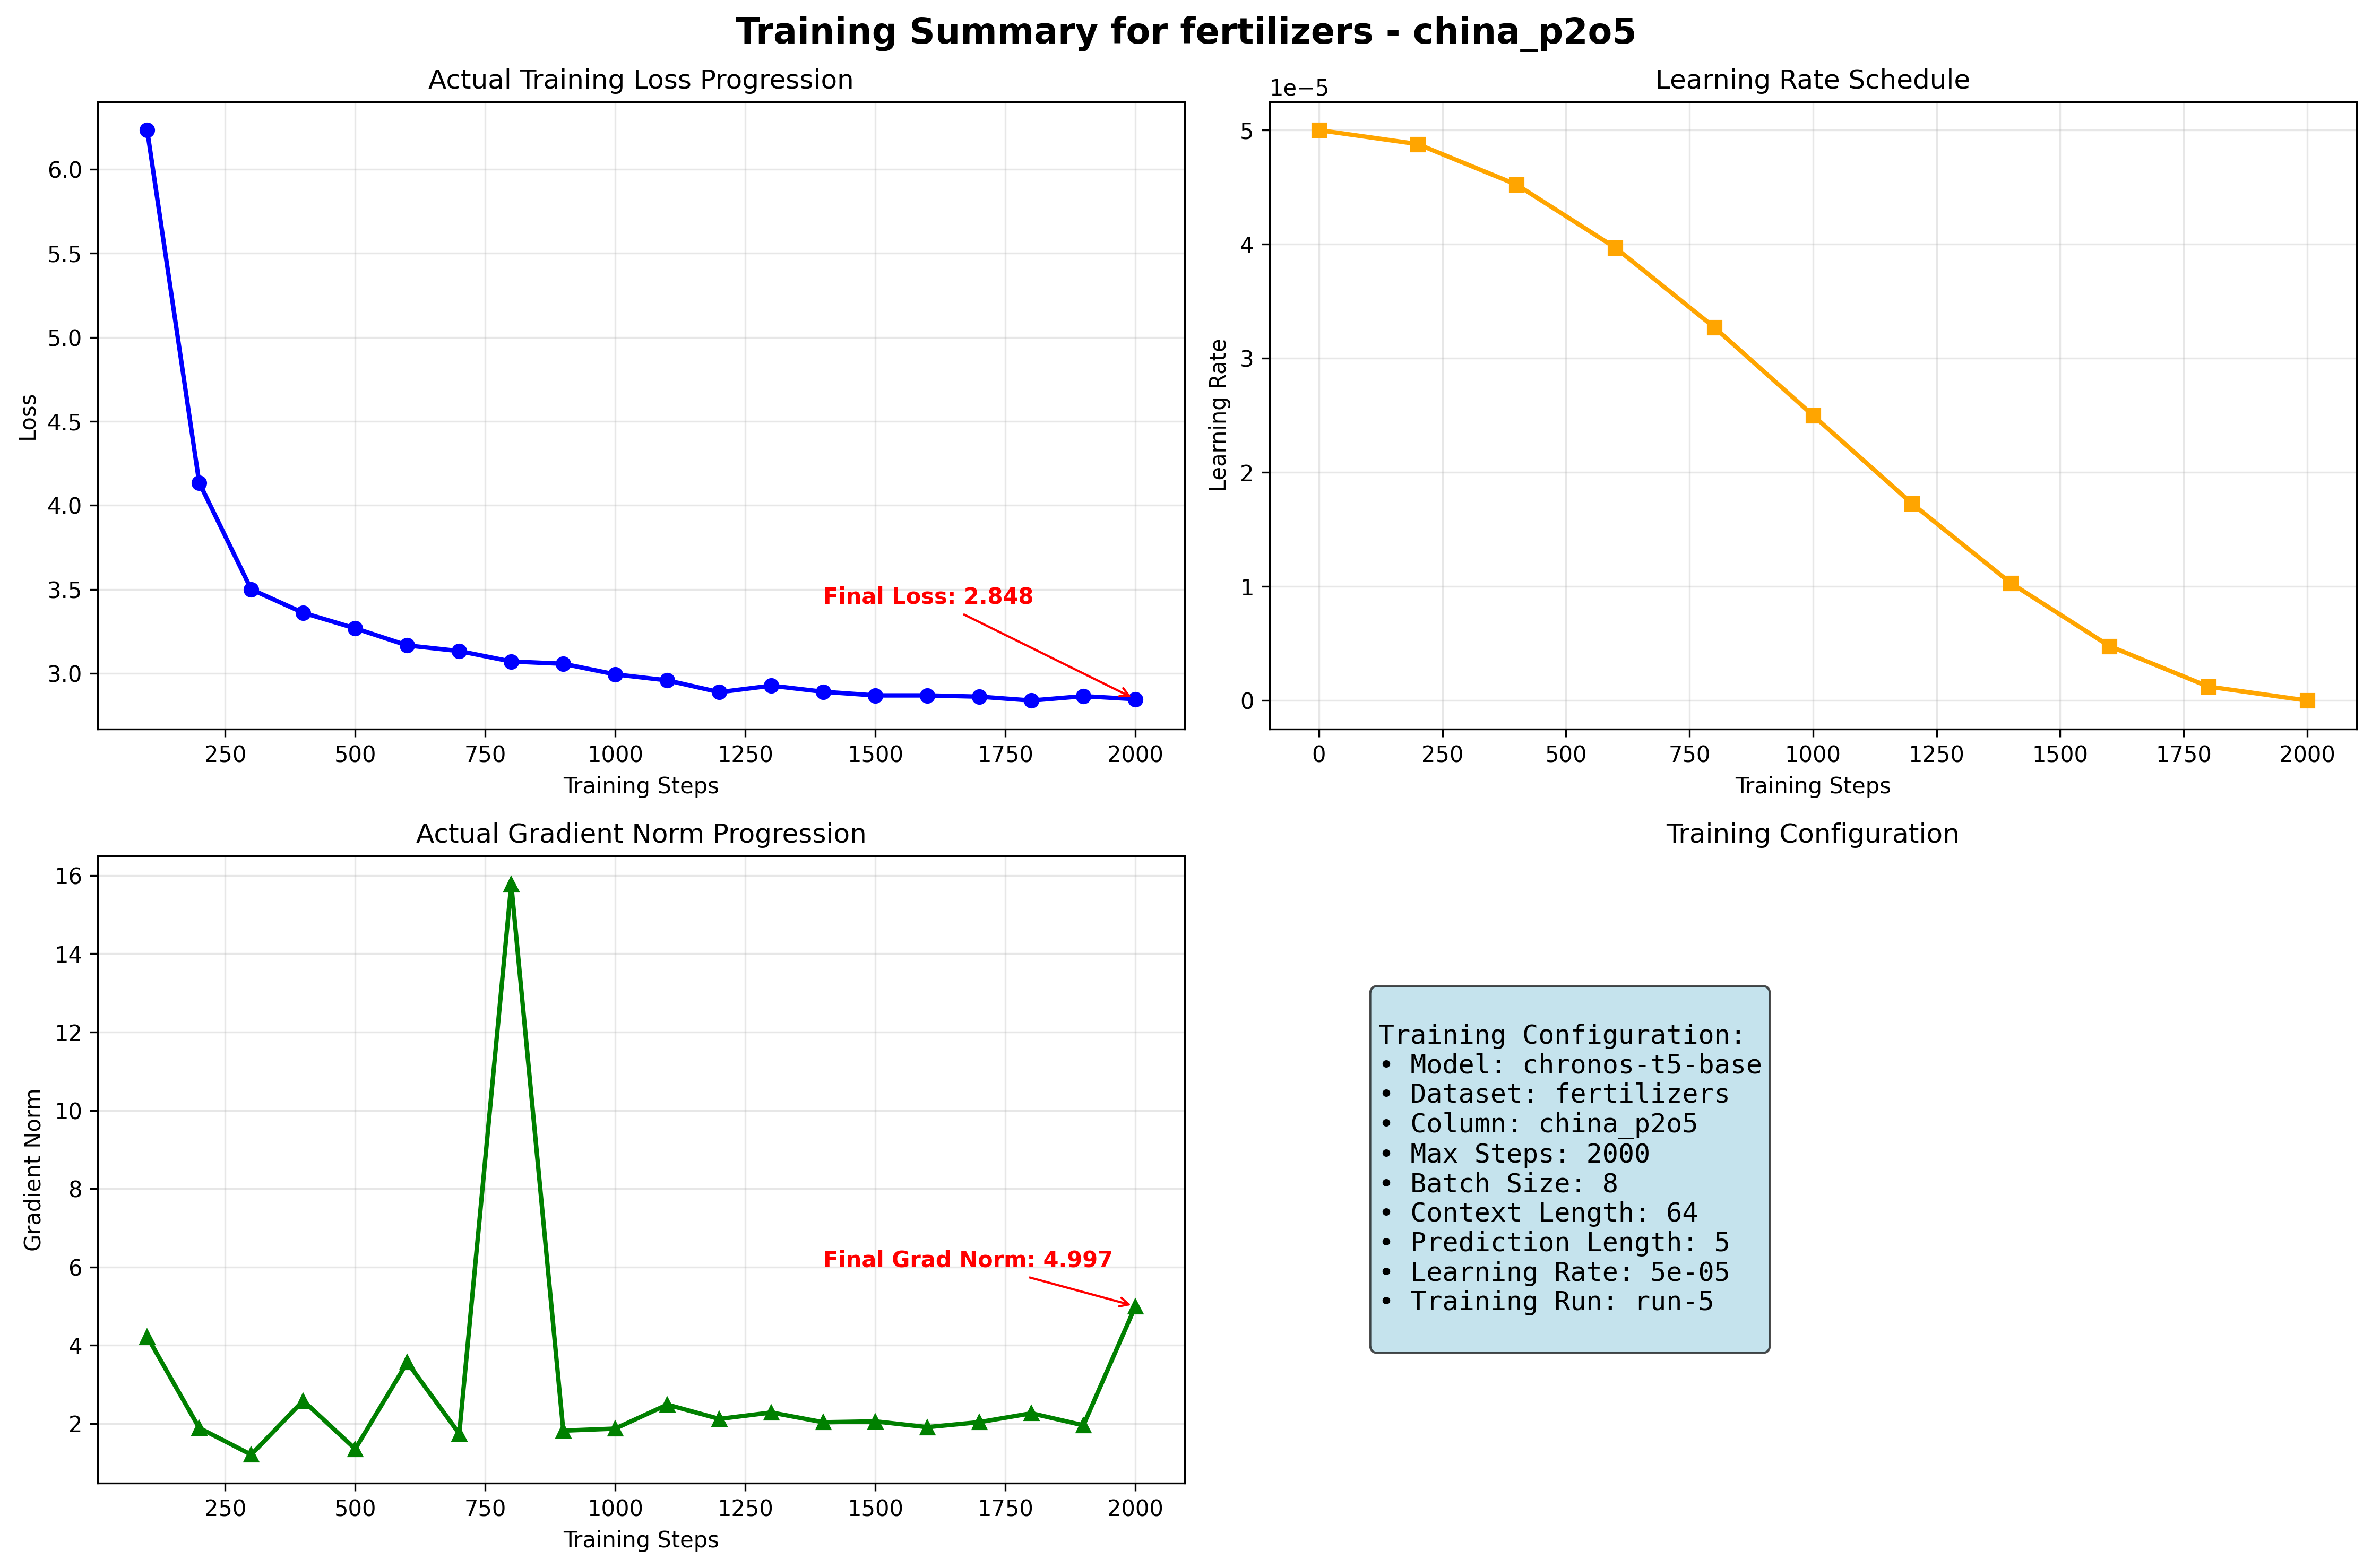 Training Summary for fertilizers - china_p2o5
Actual Training Loss Progression
Loss
6.0
5.5
5.0
4.5
4.0
3.5
3.0
Final Loss: 2.848
250 500 750 1000 1250 1500 1750 2000
Training Steps
Learning Rate Schedule
1e−5
Learning Rate
5
4
3
2
1
0
0 250 500 750 1000 1250 1500 1750 2000
Training Steps
Actual Gradient Norm Progression
Gradient Norm
16
14
12
10
8
6
4
2
Final Grad Norm: 4.997
250 500 750 1000 1250 1500 1750 2000
Training Steps
Training Configuration
Training Configuration:
• Model: chronos-t5-base
• Dataset: fertilizers
• Column: china_p2o5
• Max Steps: 2000
• Batch Size: 8
• Context Length: 64
• Prediction Length: 5
• Learning Rate: 5e-05
• Training Run: run-5